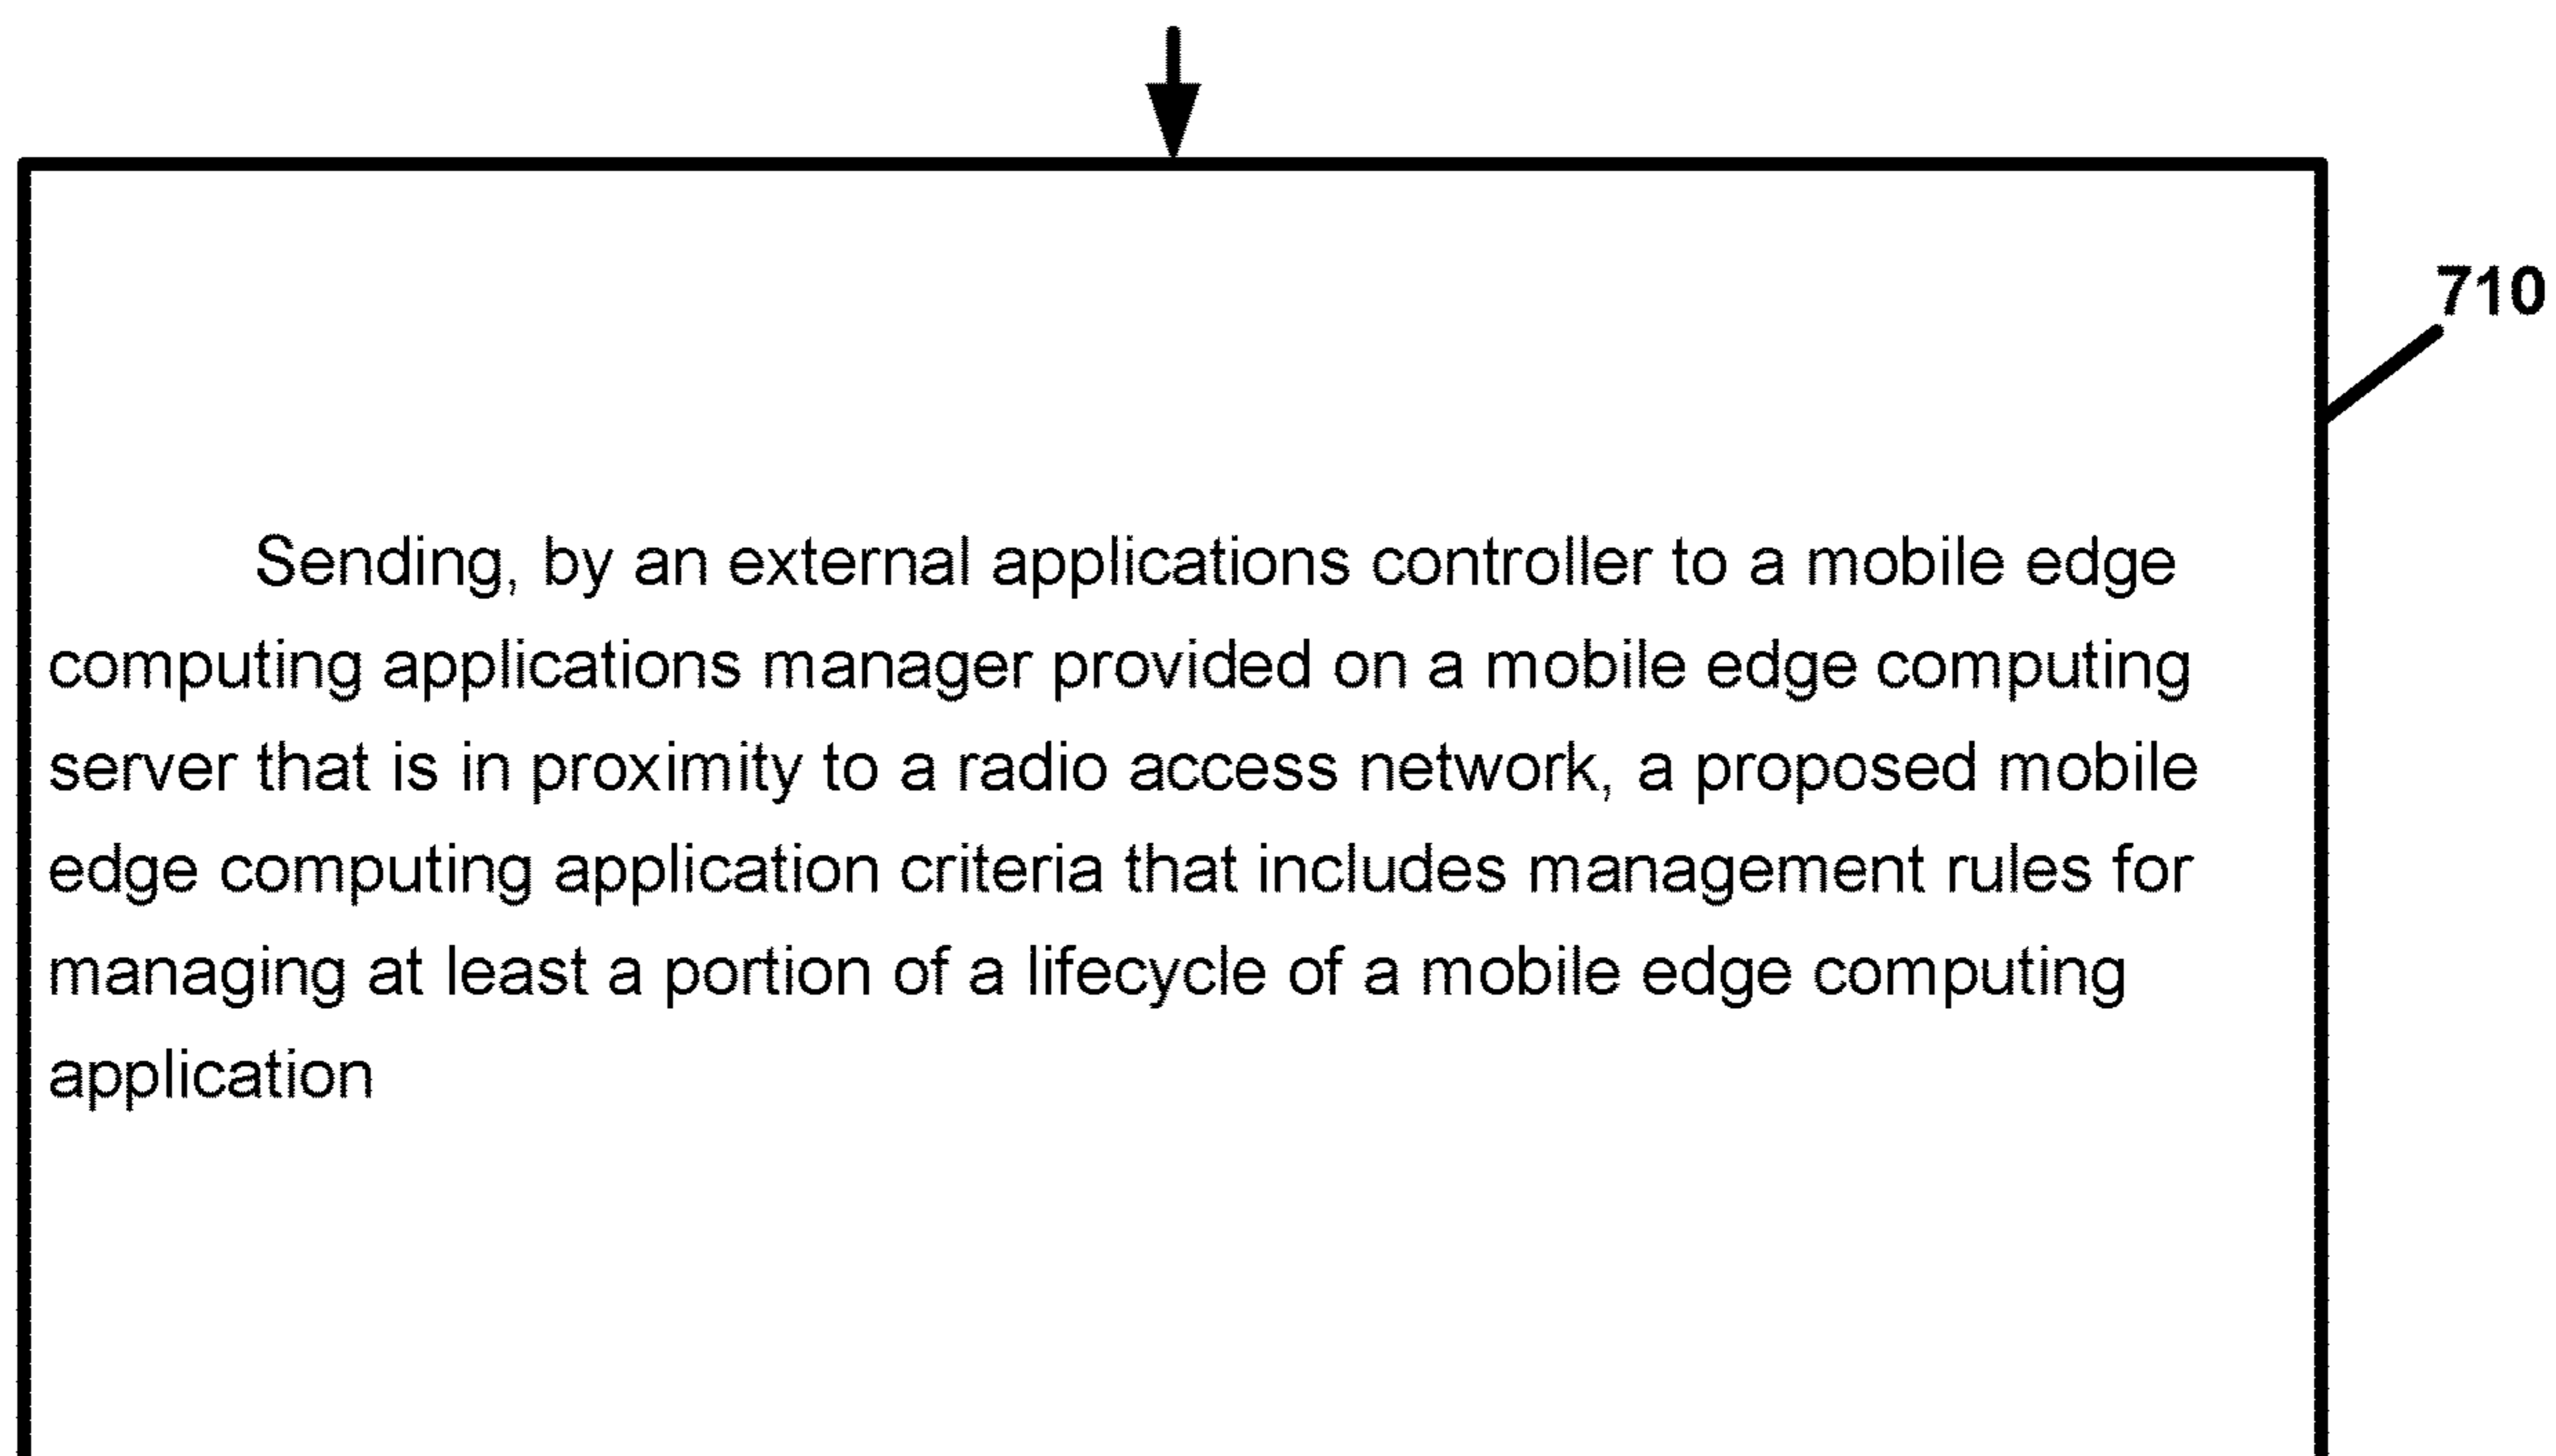 710
Sending, by an external applications controller to a mobile edge
computing applications manager provided on a mobile edge computing
server that is in proximity to a radio access network, a proposed mobile
edge computing application criteria that includes management rules for
managing at least a portion of a lifecycle of a mobile edge computing
application